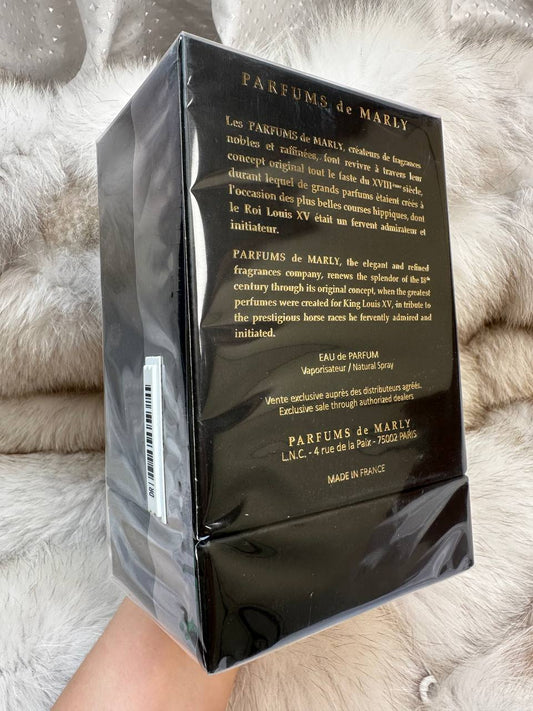 PARFUMS de MARLY
Les PARFUMS de MARLY, créateurs de fragrances
nobles et raffinées, font revivre à travers leur
concept original tout le faste du XVIIIème siècle,
durant lequel de grands parfums étaient créés à
l'occasion des plus belles courses hippiques, dont
le Roi Louis XV était un fervent admirateur et
initiateur.
PARFUMS de MARLY, the elegant and refined
fragrances company, renews the splendor of the 18th
century through its original concept, when the greatest
perfumes were created for King Louis XV, in tribute to
the prestigious horse races he fervently admired and
initiated.
EAU de PARFUM
Vaporisateur / Natural Spray
Vente exclusive auprès des distributeurs agréés.
Exclusive sale through authorized dealers
PARFUMS de MARLY
L.N.C. - 4 rue de la Paix - 75002 PARIS
MADE IN FRANCE